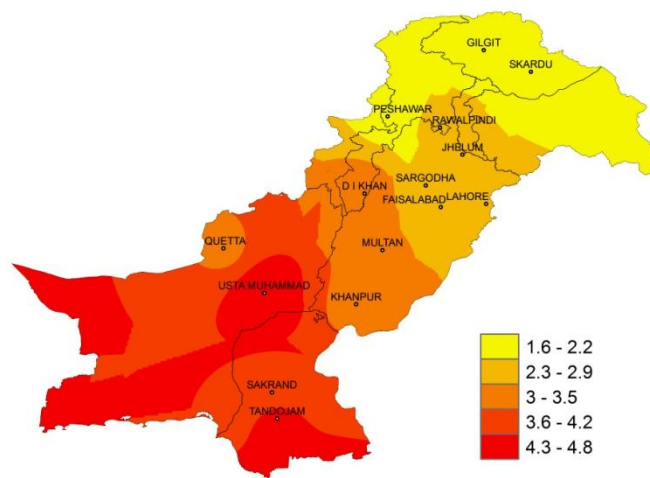 GILGIT
SKARDU
PESHAWAR
RAWALPINDI
JHELUM
SARGODHA
D I KHAN
FAISALABAD
LAHORE
QUETTA
MULTAN
USTA MUHAMMAD
KHANPUR
SAKRAND
TANDOJAM
1.6 - 2.2
2.3 - 2.9
3 - 3.5
3.6 - 4.2
4.3 - 4.8